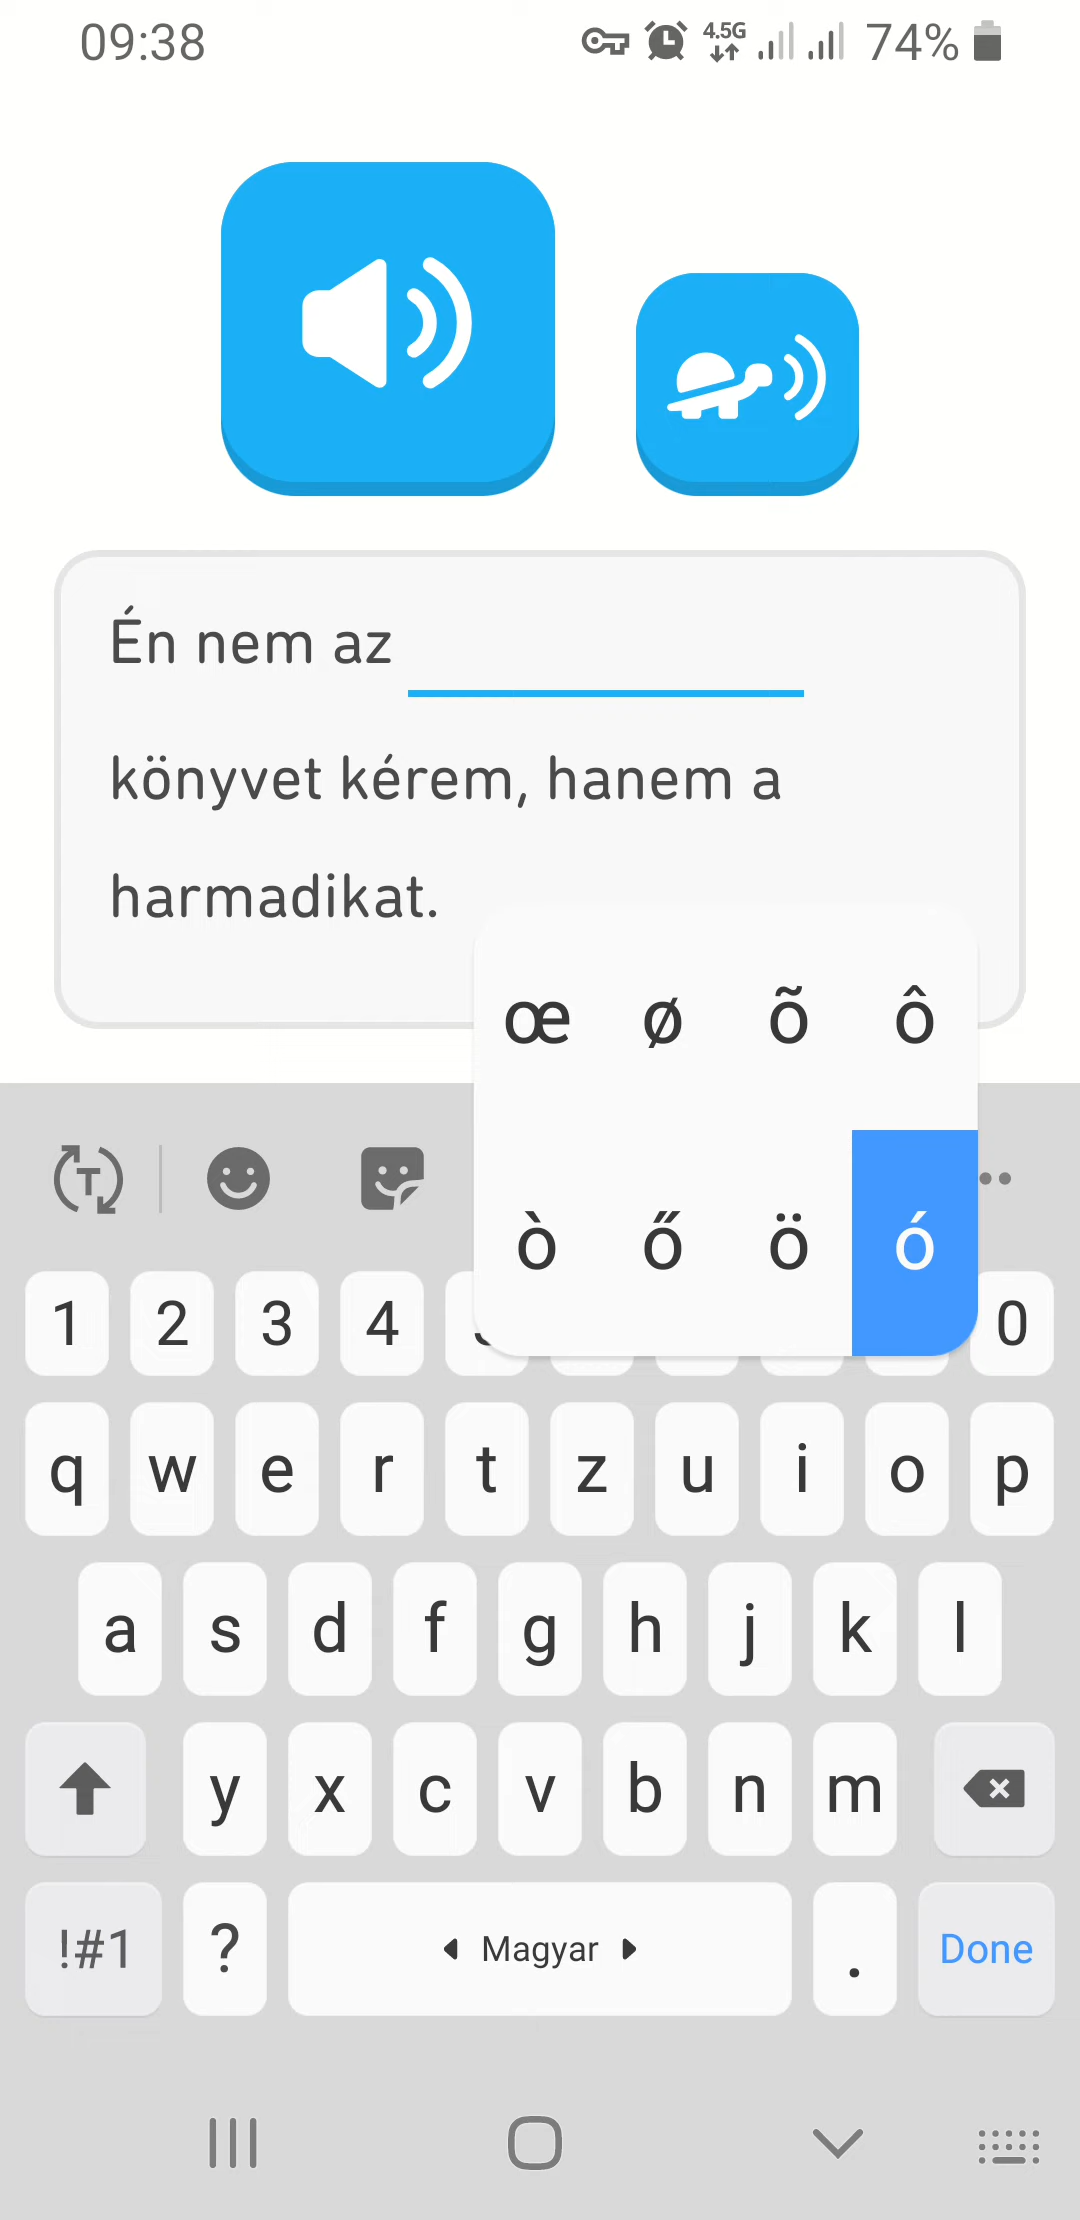 09:38 4.5G 74%
Én nem az
könyvet kérem, hanem a
harmadikat.
œ ø õ ô
ò ő ö ó
T
1 2 3 4 0
q w e r t z u i o p
a s d f g h j k l
y x c v b n m
!#1 ? Magyar . Done